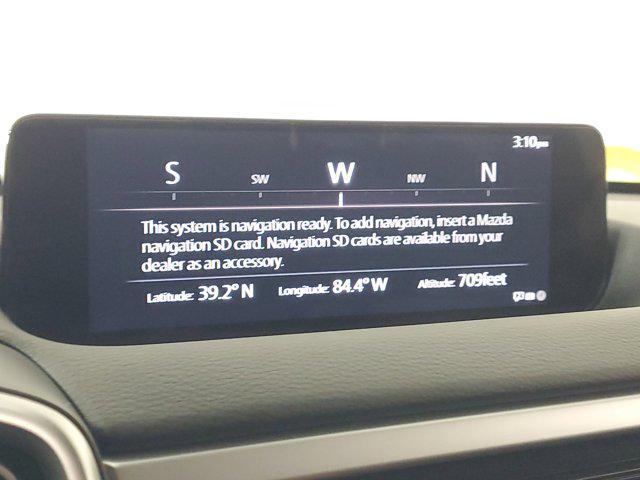 3:10pm
S SW W NW N
This system is navigation ready. To add navigation, insert a Mazda
navigation SD card. Navigation SD cards are available from your
dealer as an accessory.
Latitude: 39.2° N Longitude: 84.4° W Altitude: 709feet